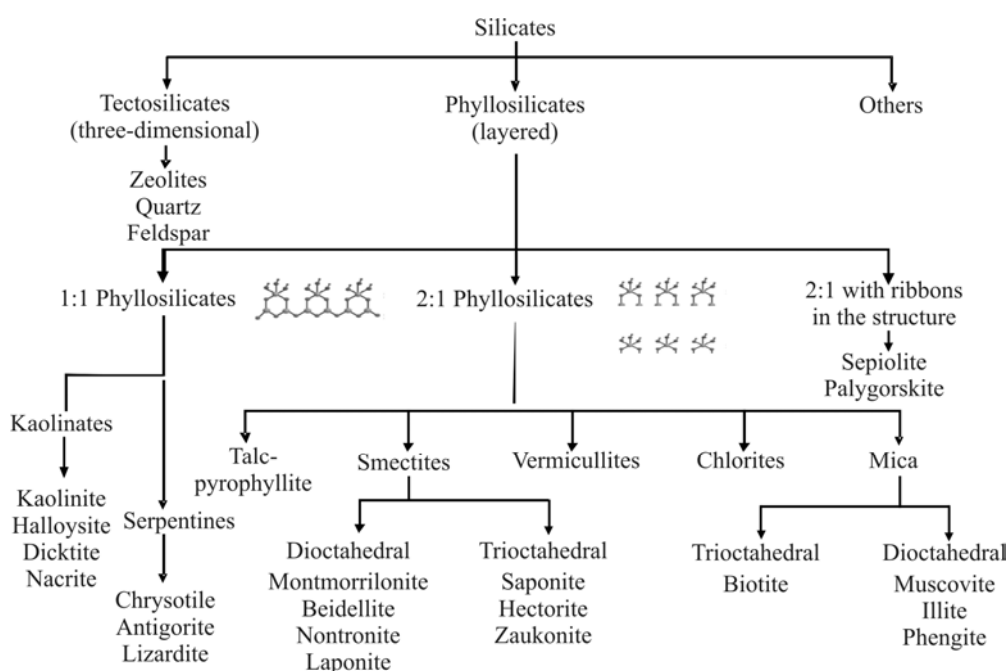 Silicates
Tectosilicates
(three-dimensional)
Phyllosilicates
(layered)
Others
Zeolites
Quartz
Feldspar
1:1 Phyllosilicates
2:1 Phyllosilicates
2:1 with ribbons
in the structure
Sepiolite
Palygorskite
Kaolinates
Kaolinite
Halloysite
Dicktite
Nacrite
Serpentines
Chrysotile
Antigorite
Lizardite
Talc-
pyrophyllite
Smectites
Vermicullites
Chlorites
Mica
Dioctahedral
Montmorrilonite
Beidellite
Nontronite
Laponite
Trioctahedral
Saponite
Hectorite
Zaukonite
Trioctahedral
Biotite
Dioctahedral
Muscovite
Illite
Phengite